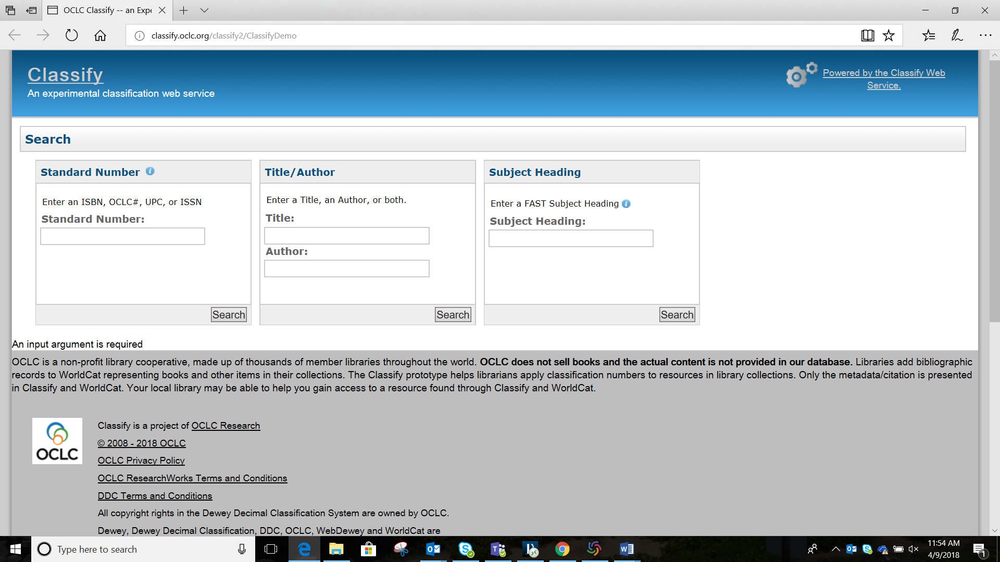 OCLC Classify -- an Expe
classify.oclc.org/classify2/ClassifyDemo
Classify
An experimental classification web service
Powered by the Classify Web
Service.
Search
Standard Number
Enter an ISBN, OCLC#, UPC, or ISSN
Standard Number:
Search
Title/Author
Enter a Title, an Author, or both.
Title:
Author:
Search
Subject Heading
Enter a FAST Subject Heading
Subject Heading:
Search
An input argument is required
OCLC is a non-profit library cooperative, made up of thousands of member libraries throughout the world. OCLC does not sell books and the actual content is not provided in our database. Libraries add bibliographic
records to WorldCat representing books and other items in their collections. The Classify prototype helps librarians apply classification numbers to resources in library collections. Only the metadata/citation is presented
in Classify and WorldCat. Your local library may be able to help you gain access to a resource found through Classify and WorldCat.
OCLC
Classify is a project of OCLC Research
© 2008 - 2018 OCLC
OCLC Privacy Policy
OCLC ResearchWorks Terms and Conditions
DDC Terms and Conditions
All copyright rights in the Dewey Decimal Classification System are owned by OCLC.
Dewey, Dewey Decimal Classification, DDC, OCLC, WebDewey and WorldCat are
Type here to search
11:54 AM
4/9/2018
1